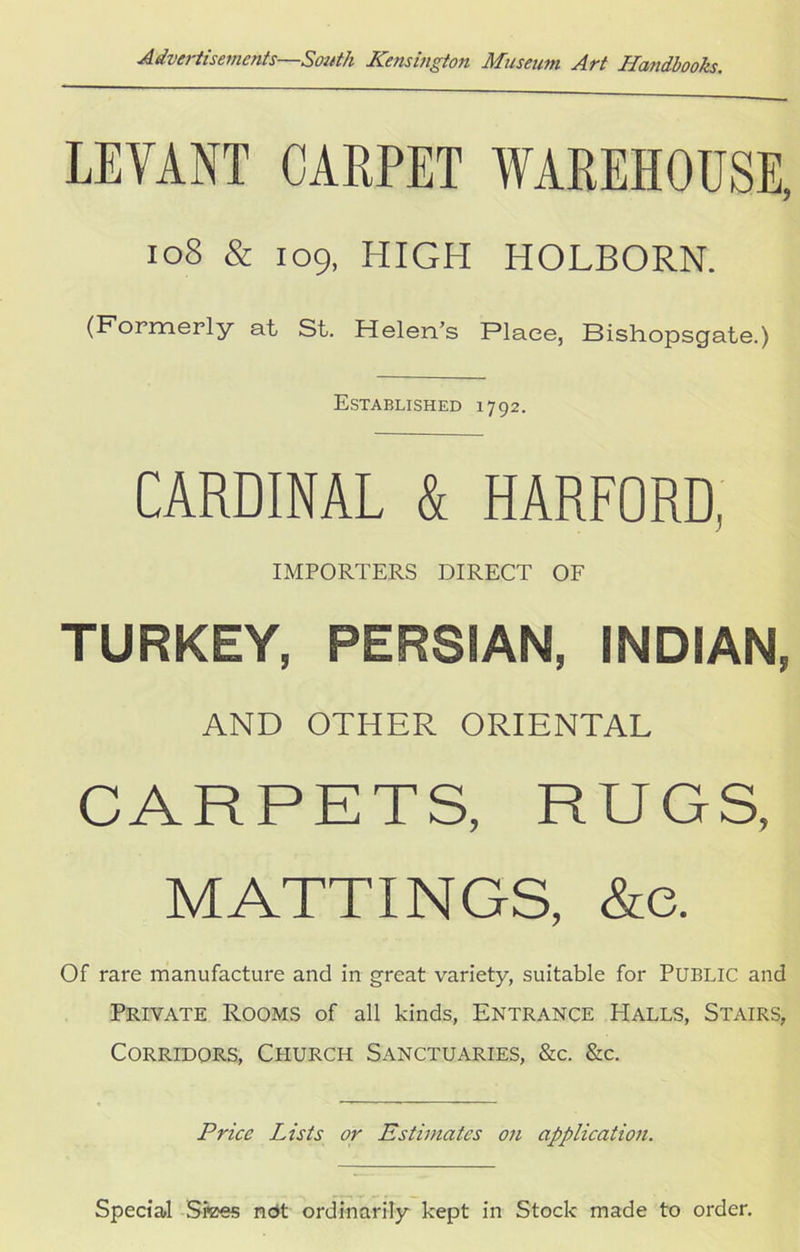 Advertisements—South Kensington Museum Art Handbooks.
LEVANT CARPET WAREHOUSE,
108 & 109, HIGH HOLBORN.
(Formerly at St. Helen's Place, Bishopsgate.)
ESTABLISHED 1792.
CARDINAL & HARFORD,
IMPORTERS DIRECT OF
TURKEY, PERSIAN, INDIAN,
AND OTHER ORIENTAL
CARPETS, RUGS,
MATTINGS, &c.
Of rare manufacture and in great variety, suitable for PUBLIC and
PRIVATE ROOMS of all kinds, ENTRANCE HALLS, STAIRS,
CORRIDORS, CHURCH SANCTUARIES, &c. &c.
Price Lists or Estimates on application.
Special Sizes not ordinarily kept in Stock made to order.